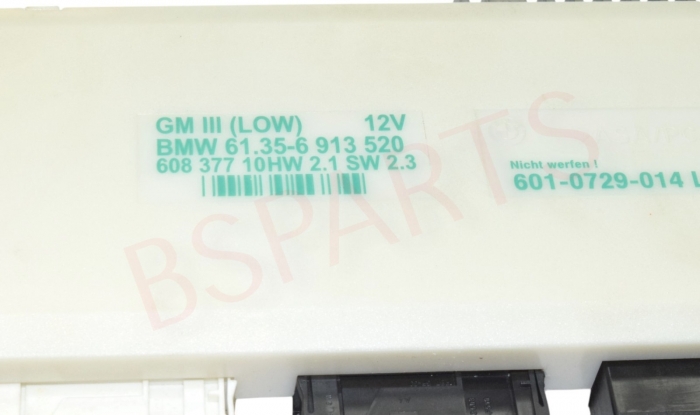 GM III (LOW) 12V
BMW 61.35-6 913 520
608 377 10HW 2.1 SW 2.3
Nicht werfen !
601-0729-014 L
BSPARTS